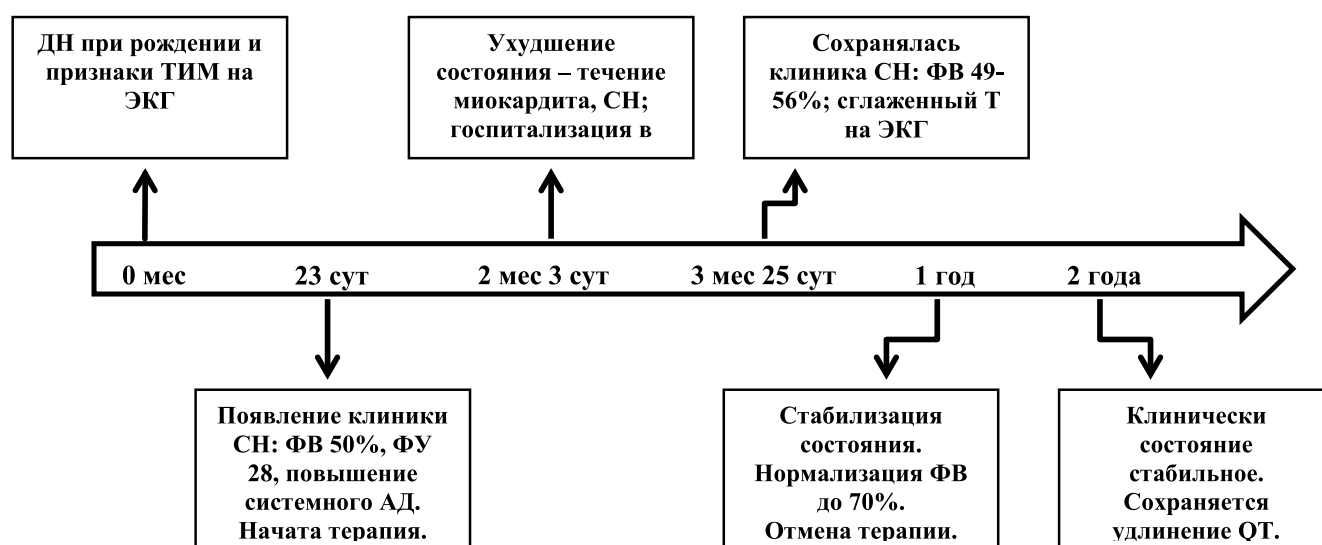 ДН при рождении и
признаки ТИМ на
ЭКГ
Ухудшение
состояния – течение
миокардита, СН;
госпитализация в
Сохранялась
клиника СН: ФВ 49-
56%; сглаженный Т
на ЭКГ
0 мес
23 сут
2 мес 3 сут
3 мес 25 сут
1 год
2 года
Появление клиники
СН: ФВ 50%, ФУ
28, повышение
системного АД.
Начата терапия.
Стабилизация
состояния.
Нормализация ФВ
до 70%.
Отмена терапии.
Клинически
состояние
стабильное.
Сохраняется
удлинение QT.